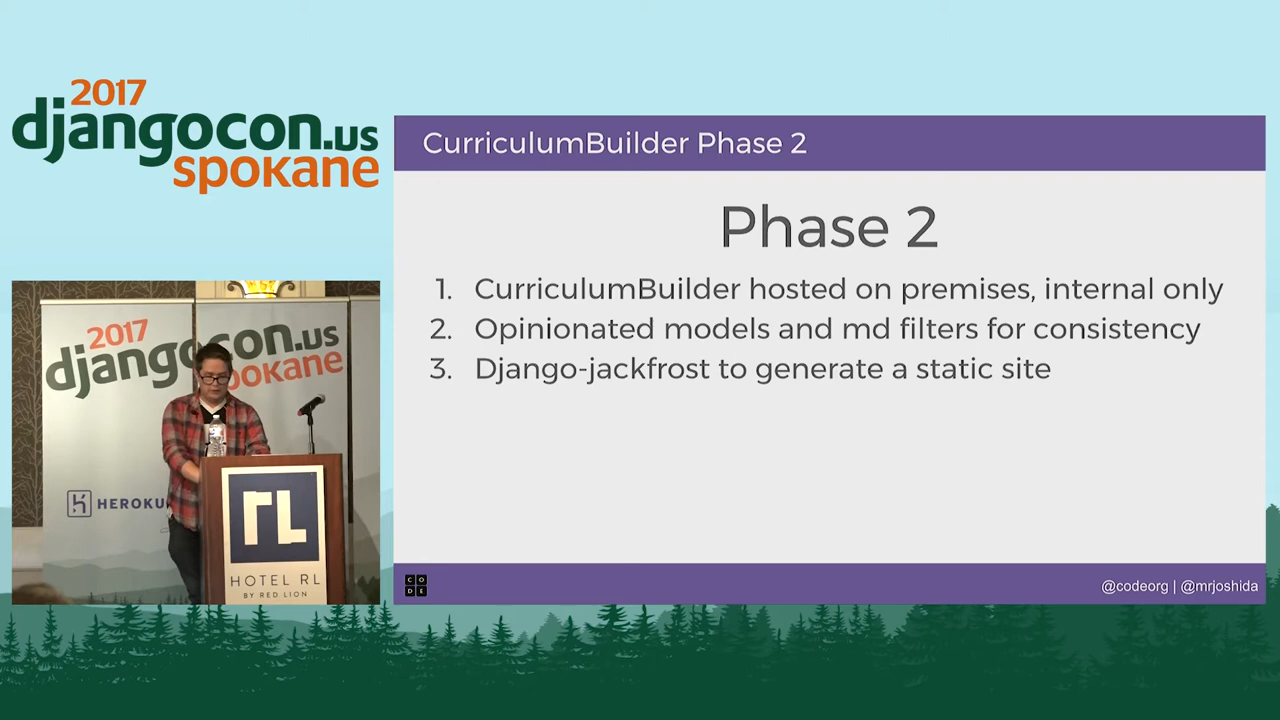 2017
djangocon.us
spokane
CurriculumBuilder Phase 2
Phase 2
1. CurriculumBuilder hosted on premises, internal only
2. Opinionated models and md filters for consistency
3. Django-jackfrost to generate a static site
2017
djangocon.us
spokane
HEROKU
rL
HOTEL RL
BY RED LION
CODE
@codeorg | @mrjoshida